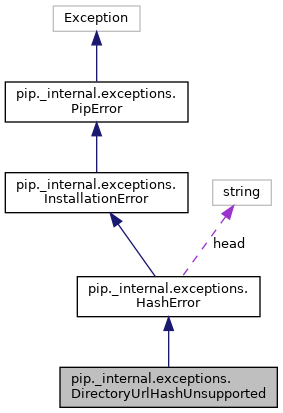 Exception
pip._internal.exceptions.
PipError
pip._internal.exceptions.
InstallationError
string
head
pip._internal.exceptions.
HashError
pip._internal.exceptions.
DirectoryUrlHashUnsupported